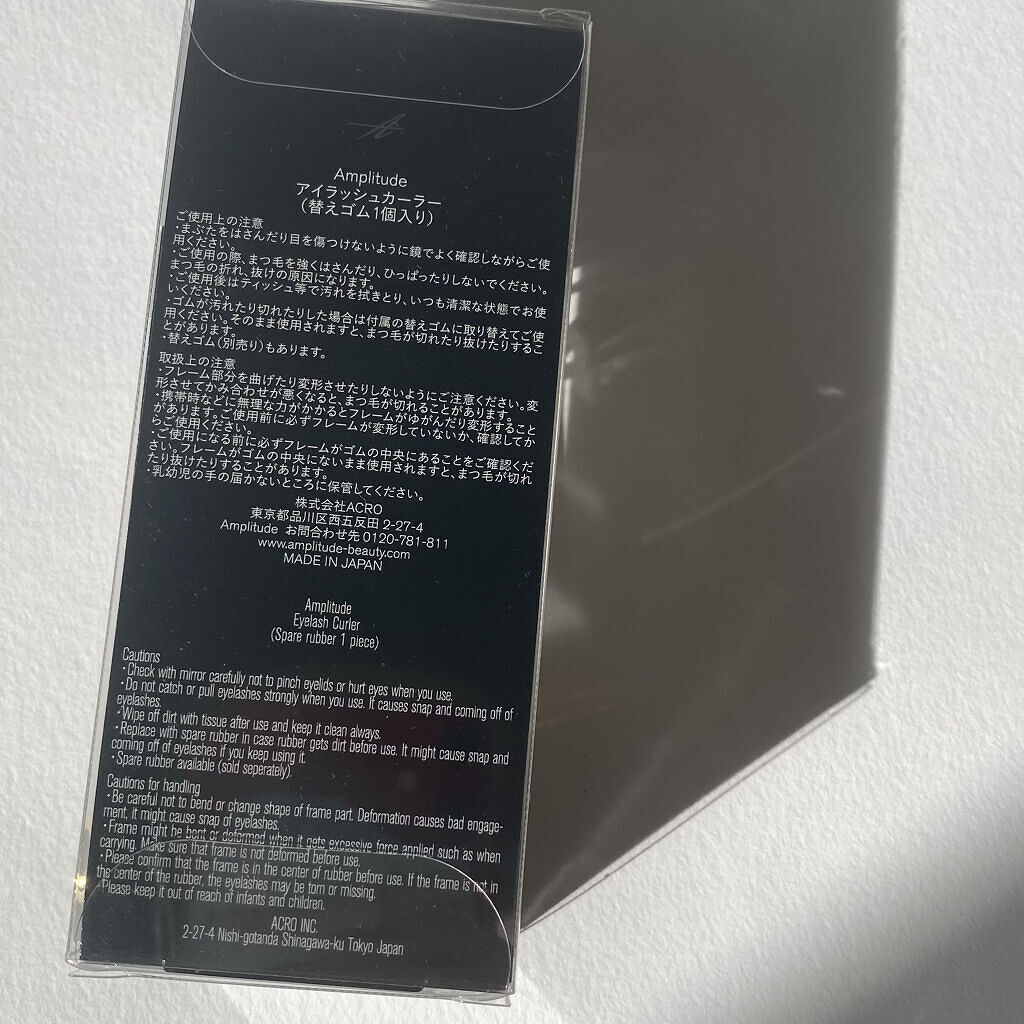 Amplitude
アイラッシュカーラー
(替えゴム1個入り)
ご使用上の注意
・まぶたをはさんだり目を傷つけないように鏡でよく確認しながらご使
用ください。
・ご使用の際、まつ毛を強くはさんだり、ひっぱったりしないでください。
まつ毛の折れ、抜けの原因になります。
・ご使用後はティッシュ等で汚れを拭きとり、いつも清潔な状態でお使
いください。
・ゴムが汚れたり切れたりした場合は付属の替えゴムに取り替えてご使
用ください。そのまま使用されますと、まつ毛が切れたり抜けたりするこ
とがあります。
・替えゴム(別売り)もあります。
取扱上の注意
・フレーム部分を曲げたり変形させたりしないようにご注意ください。変
形させてかみ合わせが悪くなると、まつ毛が切れることがあります。
・携帯時などに無理な力がかかるとフレームがゆがんだり変形すること
があります。ご使用前に必ずフレームが変形していないか、確認してか
らご使用ください。
・ご使用になる前に必ずフレームがゴムの中央にあることをご確認くだ
さい。フレームがゴムの中央にないまま使用されますと、まつ毛が切れ
たり抜けたりすることがあります。
・乳幼児の手の届かないところに保管してください。
株式会社ACRO
東京都品川区西五反田 2-27-4
Amplitude お問合わせ先 0120-781-811
www.amplitude-beauty.com
MADE IN JAPAN
Amplitude
Eyelash Curler
(Spare rubber 1 piece)
Cautions
・Check with mirror carefully not to pinch eyelids or hurt eyes when you use.
・Do not catch or pull eyelashes strongly when you use. It causes snap and coming off of
eyelashes.
・Wipe off dirt with tissue after use and keep it clean always.
・Replace with spare rubber in case rubber gets dirt before use. It might cause snap and
coming off of eyelashes if you keep using it.
・Spare rubber available (sold seperately).
Cautions for handling
・Be careful not to bend or change shape of frame part. Deformation causes bad engage-
ment, it might cause snap of eyelashes.
・Frame might be bent or deformed when it gets excessive force applied such as when
carrying. Make sure that frame is not deformed before use.
・Please confirm that the frame is in the center of rubber before use. If the frame is not in
the center of the rubber, the eyelashes may be torn or missing.
・Please keep it out of reach of infants and children.
ACRO INC.
2-27-4 Nishi-gotanda Shinagawa-ku Tokyo Japan